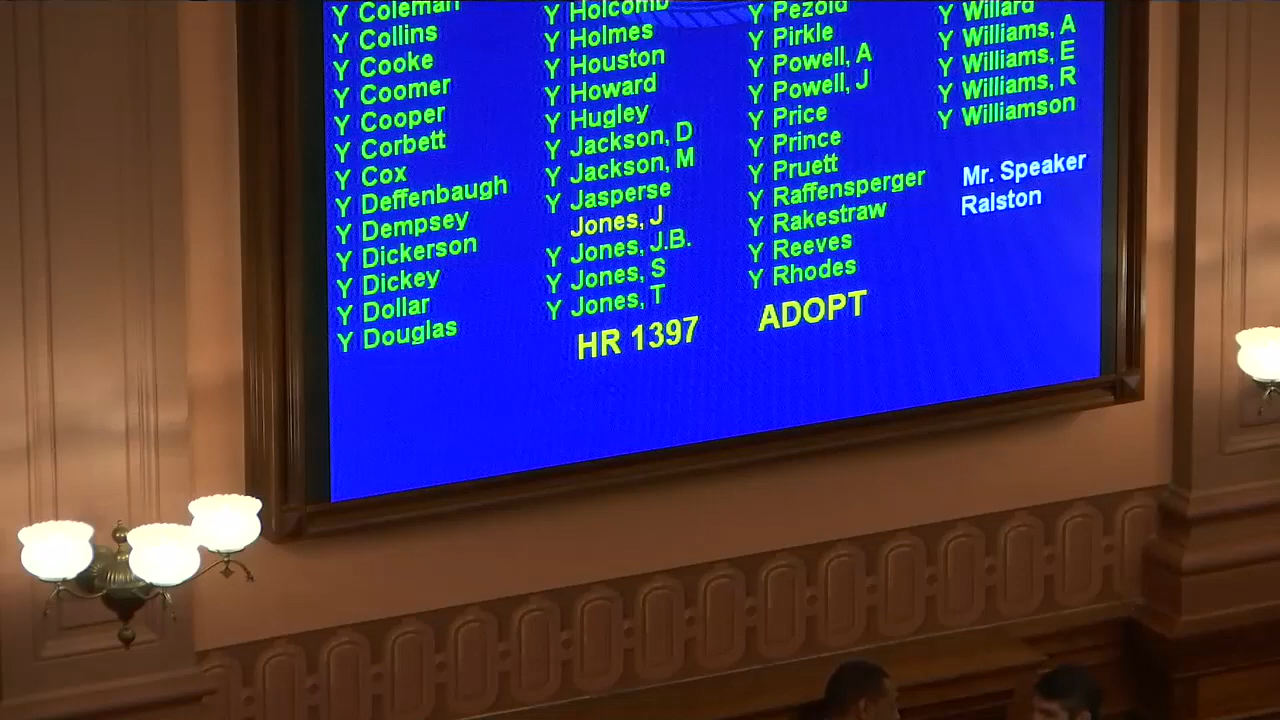 Y Coleman
Y Collins
Y Cooke
Y Coomer
Y Cooper
Y Corbett
Y Cox
Y Deffenbaugh
Y Dempsey
Y Dickerson
Y Dickey
Y Dollar
Y Douglas
Y Holcomb
Y Holmes
Y Houston
Y Howard
Y Hugley
Y Jackson, D
Y Jackson, M
Y Jasperse
Jones, J
Y Jones, J.B.
Y Jones, S
Y Jones, T
HR 1397
Y Pezold
Y Pirkle
Y Powell, A
Y Powell, J
Y Price
Y Prince
Y Pruett
Y Raffensperger
Y Rakestraw
Y Reeves
Y Rhodes
ADOPT
Y Willard
Y Williams, A
Y Williams, E
Y Williams, R
Y Williamson
Mr. Speaker
Ralston